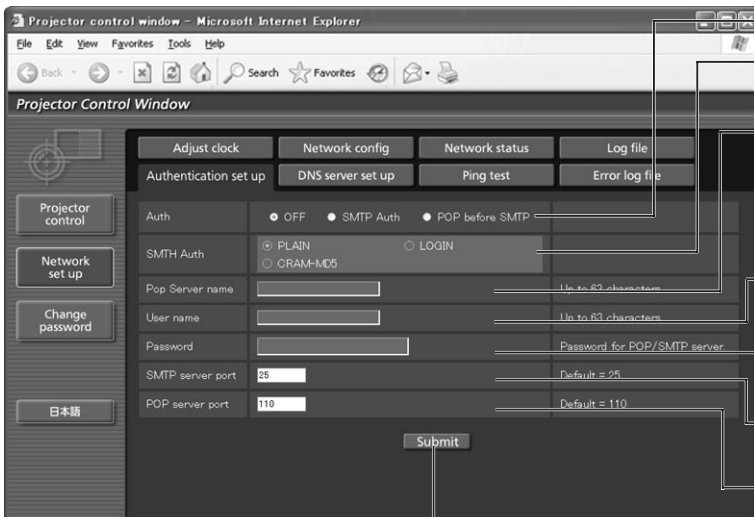 Projector control window - Microsoft Internet Explorer
File Edit View Favorites Tools Help
Back Search Favorites
Projector Control Window
Adjust clock Network config Network status Log file
Authentication set up DNS server set up Ping test Error log file
Projector control
Network set up
Change password
日本語
Auth OFF SMTP Auth POP before SMTP
SMTH Auth PLAIN LOGIN
CRAM-MD5
Pop Server name Up to 63 characters
User name Up to 63 characters
Password Password for POP/SMTP server.
SMTP server port 25 Default = 25
POP server port 110 Default = 110
Submit